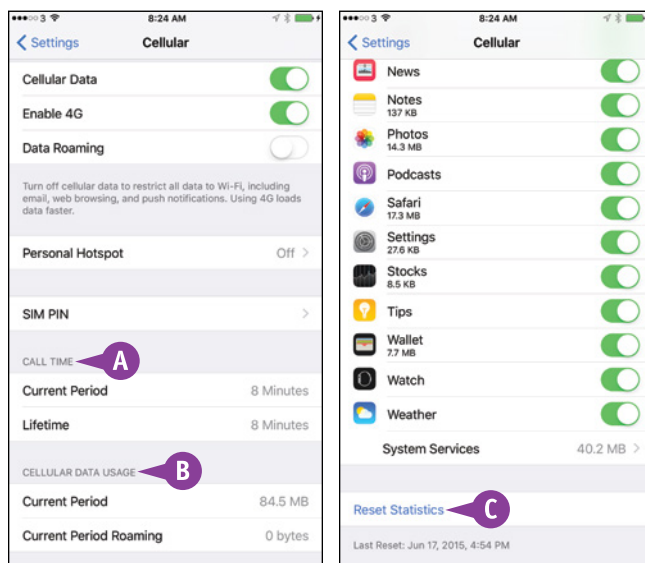 3 8:24 AM
Settings Cellular
Cellular Data
Enable 4G
Data Roaming
Turn off cellular data to restrict all data to Wi-Fi, including
email, web browsing, and push notifications. Using 4G loads
data faster.
Personal Hotspot Off
SIM PIN
CALL TIME A
Current Period 8 Minutes
Lifetime 8 Minutes
CELLULAR DATA USAGE B
Current Period 84.5 MB
Current Period Roaming 0 bytes
3 8:24 AM
Settings Cellular
News
Notes
137 KB
Photos
14.3 MB
Podcasts
Safari
17.3 MB
Settings
27.6 KB
Stocks
8.5 KB
Tips
Wallet
7.7 MB
Watch
Weather
System Services 40.2 MB
Reset Statistics C
Last Reset: Jun 17, 2015, 4:54 PM